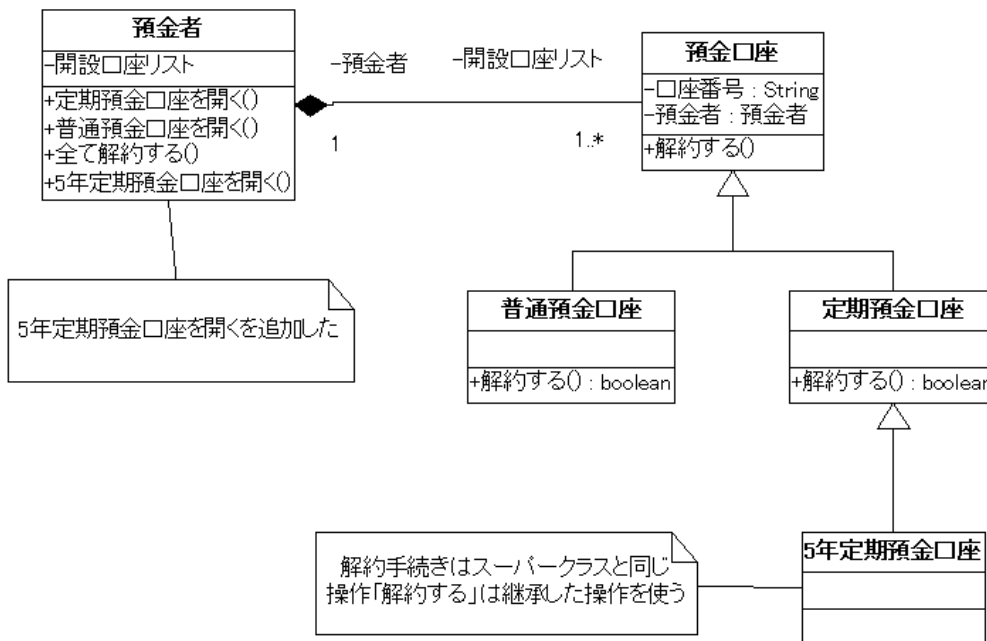 預金者
-開設口座リスト
+定期預金口座を開く()
+普通預金口座を開く()
+全て解約する()
+5年定期預金口座を開く()
-預金者
-開設口座リスト
1
1..*
預金口座
-口座番号 : String
-預金者 : 預金者
+解約する()
5年定期預金口座を開くを追加した
普通預金口座
+解約する() : boolean
定期預金口座
+解約する() : boolean
解約手続きはスーパークラスと同じ
操作「解約する」は継承した操作を使う
5年定期預金口座